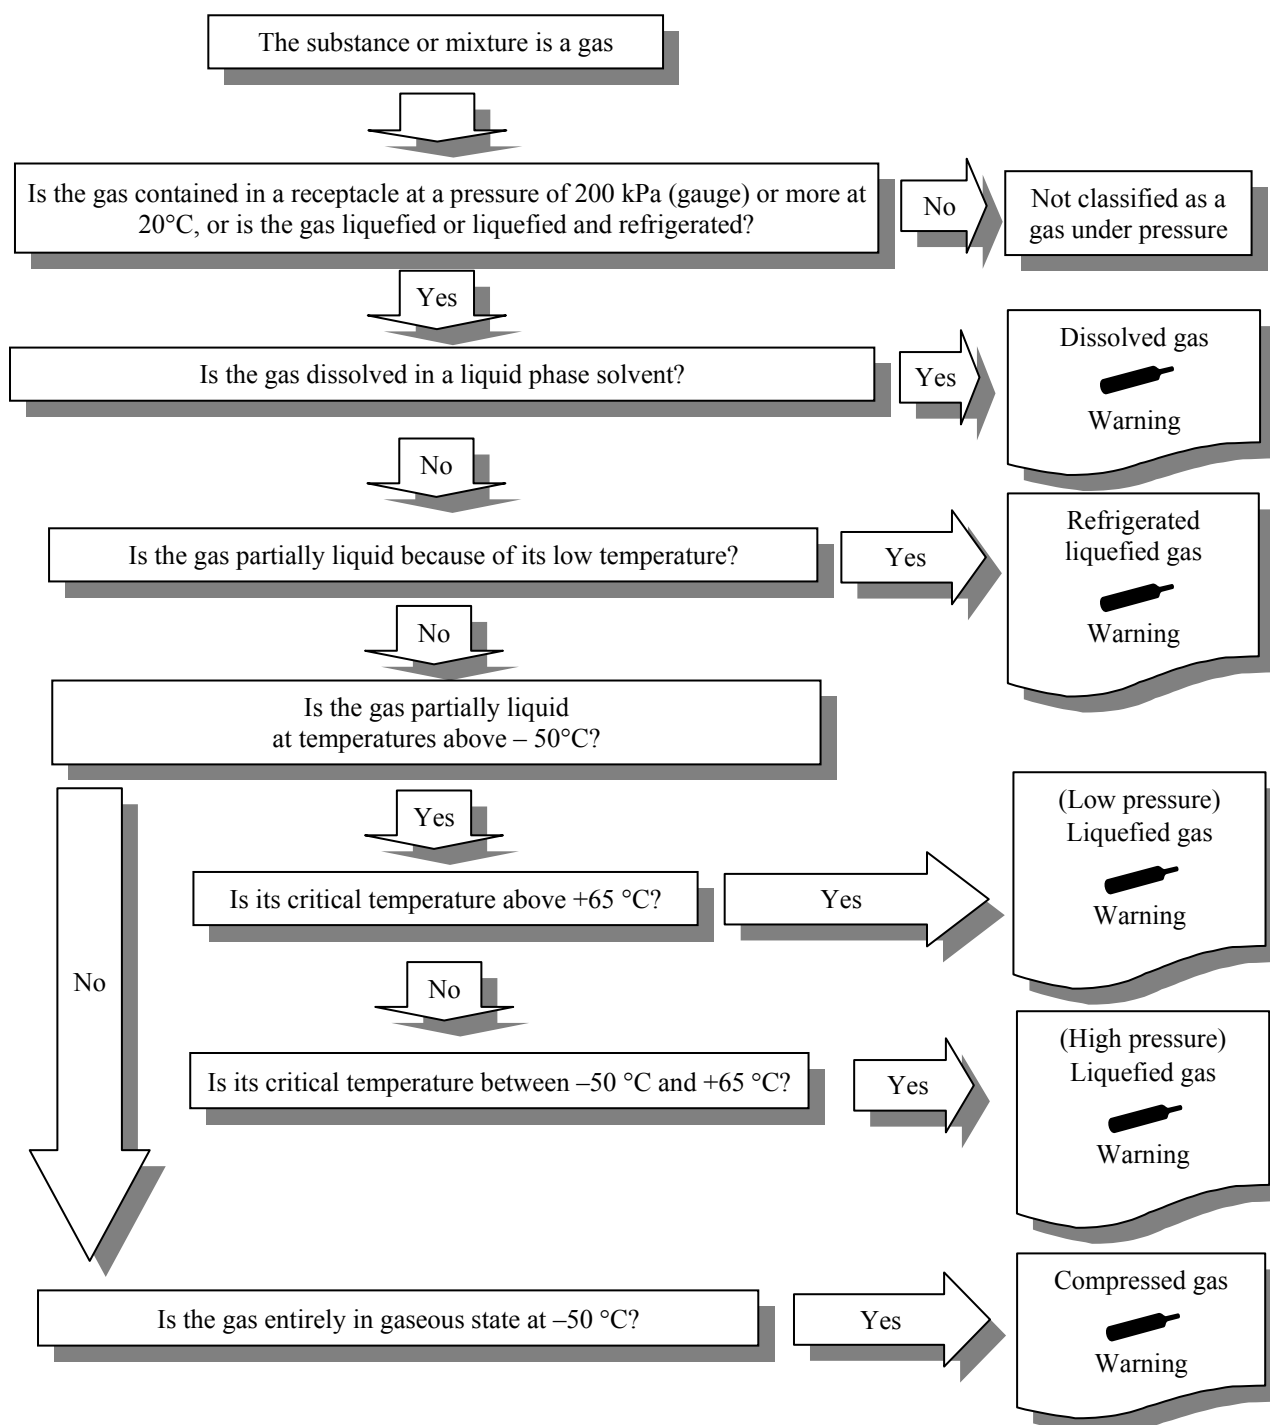 The substance or mixture is a gas
Is the gas contained in a receptacle at a pressure of 200 kPa (gauge) or more at
20°C, or is the gas liquefied or liquefied and refrigerated?
No
Not classified as a
gas under pressure
Yes
Is the gas dissolved in a liquid phase solvent?
Yes
Dissolved gas
Warning
No
Is the gas partially liquid because of its low temperature?
Yes
Refrigerated
liquefied gas
Warning
No
Is the gas partially liquid
at temperatures above – 50°C?
Yes
(Low pressure)
Liquefied gas
Warning
Is its critical temperature above +65 °C?
Yes
No
No
(High pressure)
Liquefied gas
Warning
Is its critical temperature between –50 °C and +65 °C?
Yes
Is the gas entirely in gaseous state at –50 °C?
Yes
Compressed gas
Warning